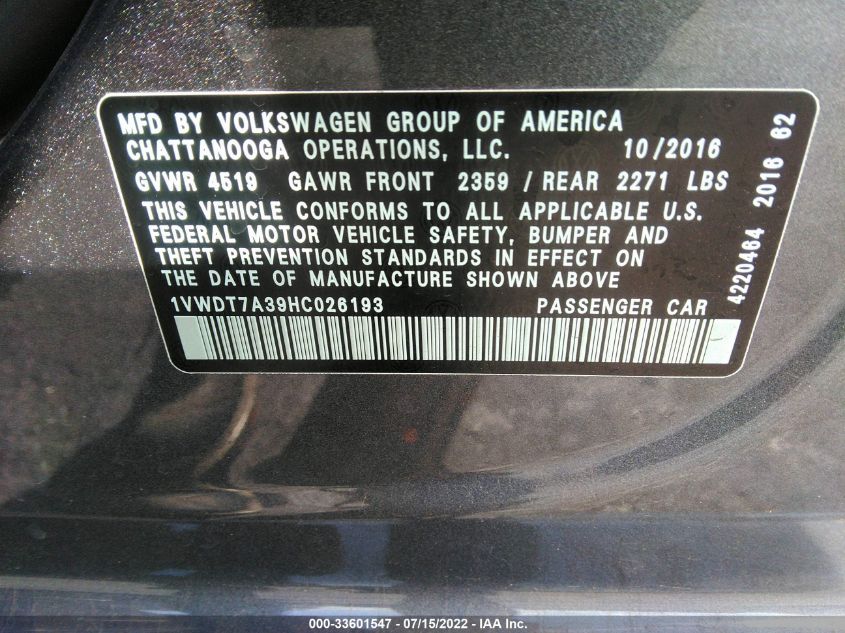 MFD BY VOLKSWAGEN GROUP OF AMERICA
CHATTANOOGA OPERATIONS, LLC. 10/2016
GVWR 4519 GAWR FRONT 2359 / REAR 2271 LBS
THIS VEHICLE CONFORMS TO ALL APPLICABLE U.S.
FEDERAL MOTOR VEHICLE SAFETY, BUMPER AND
THEFT PREVENTION STANDARDS IN EFFECT ON
THE DATE OF MANUFACTURE SHOWN ABOVE
1VWDT7A39HC026193 PASSENGER CAR
4220464 2016 62
000-33601547 - 07/15/2022 - IAA Inc.